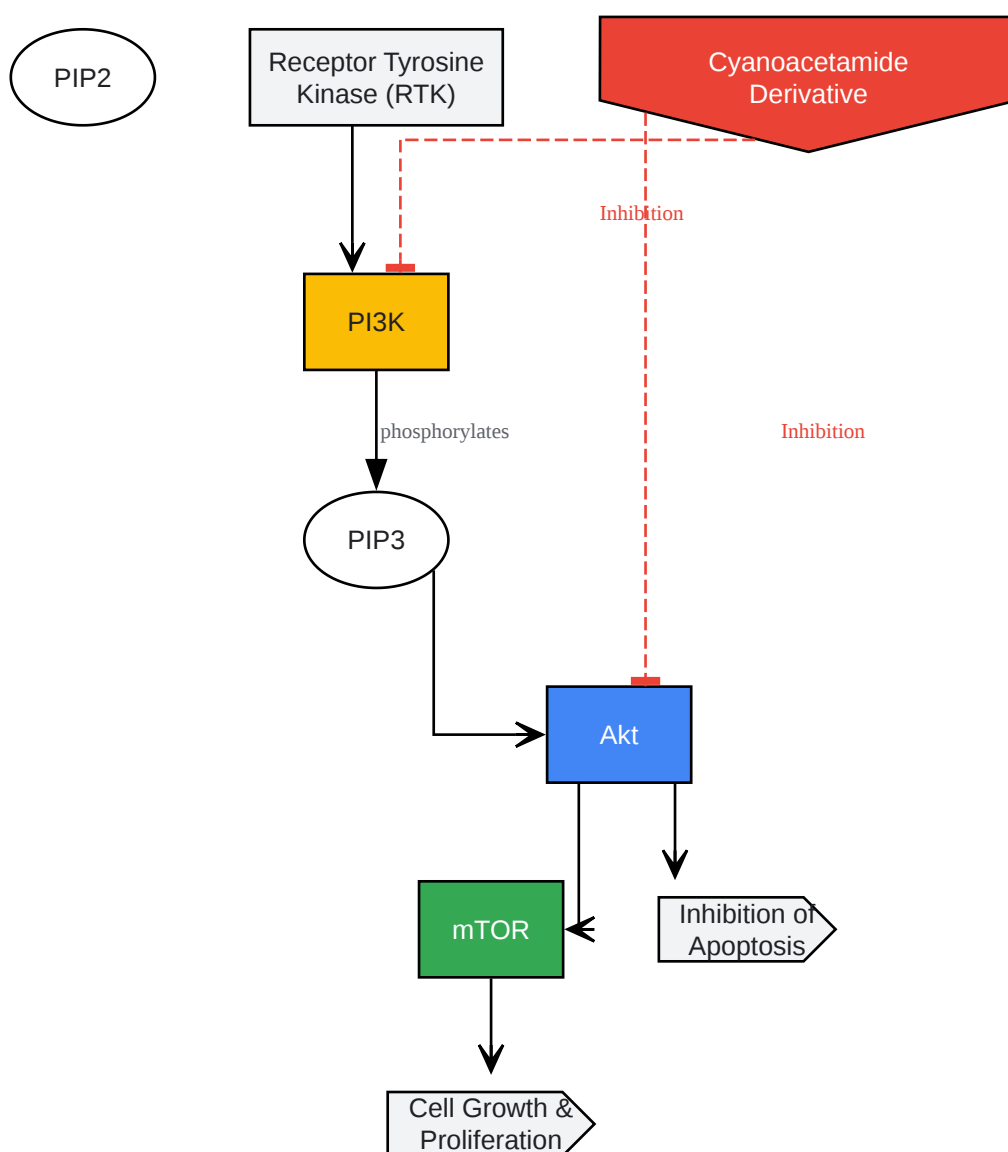 PIP2
Receptor Tyrosine
Kinase (RTK)
Cyanoacetamide
Derivative
Inhibition
PI3K
phosphorylates
Inhibition
PIP3
Akt
mTOR
Inhibition of
Apoptosis
Cell Growth &
Proliferation